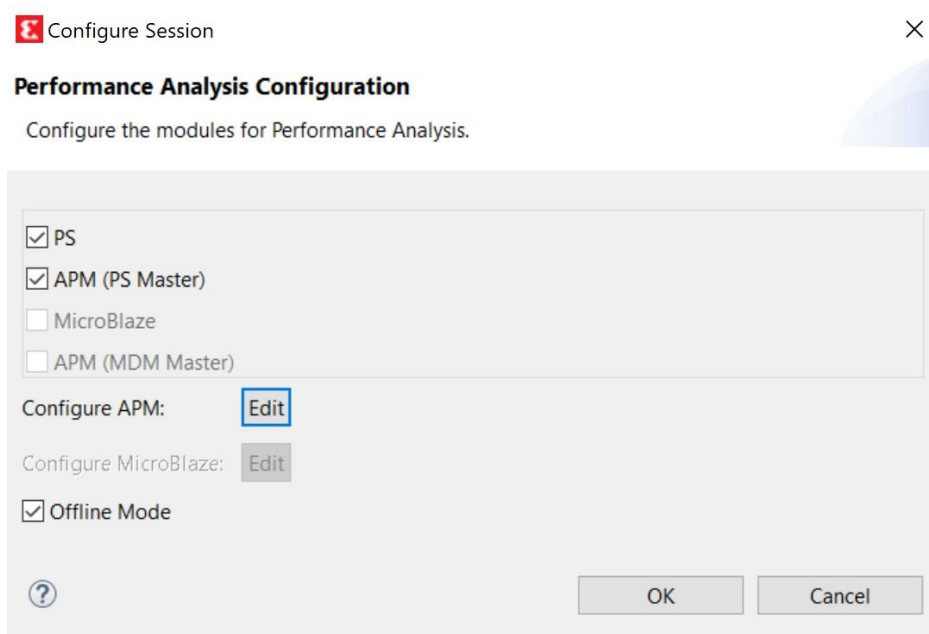 Configure Session
Performance Analysis Configuration
Configure the modules for Performance Analysis.
PS
APM (PS Master)
MicroBlaze
APM (MDM Master)
Configure APM: Edit
Configure MicroBlaze: Edit
Offline Mode
?
OK Cancel